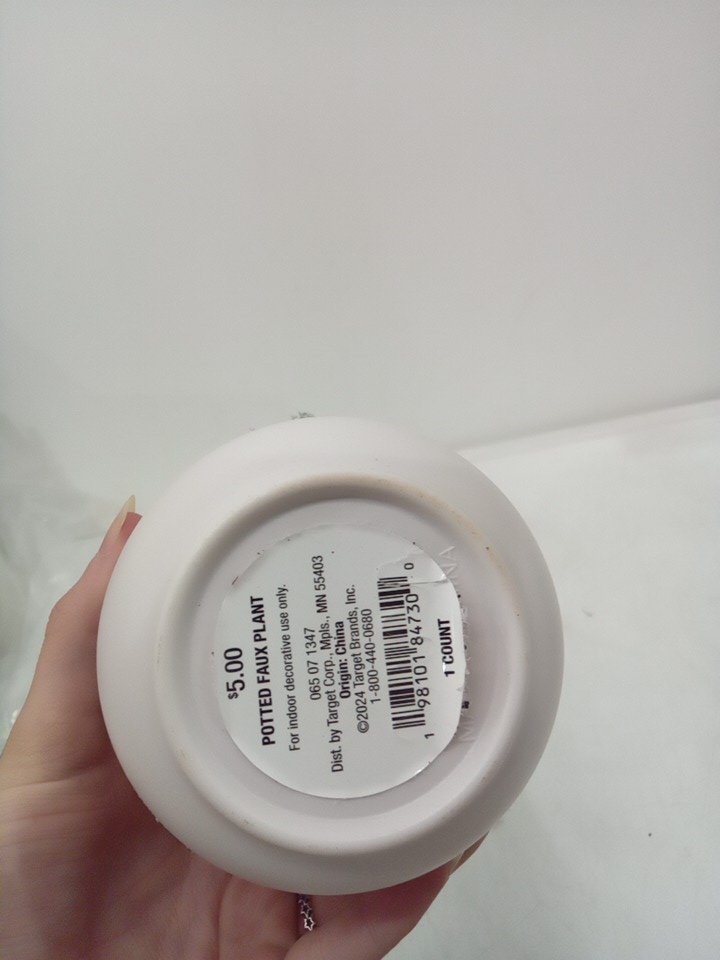 $5.00
POTTED FAUX PLANT
For indoor decorative use only.
065 07 1347
Dist. by Target Corp., Mpls., MN 55403
Origin: China
©2024 Target Brands, Inc.
1-800-440-0680
1 98101 84730 0
1 COUNT